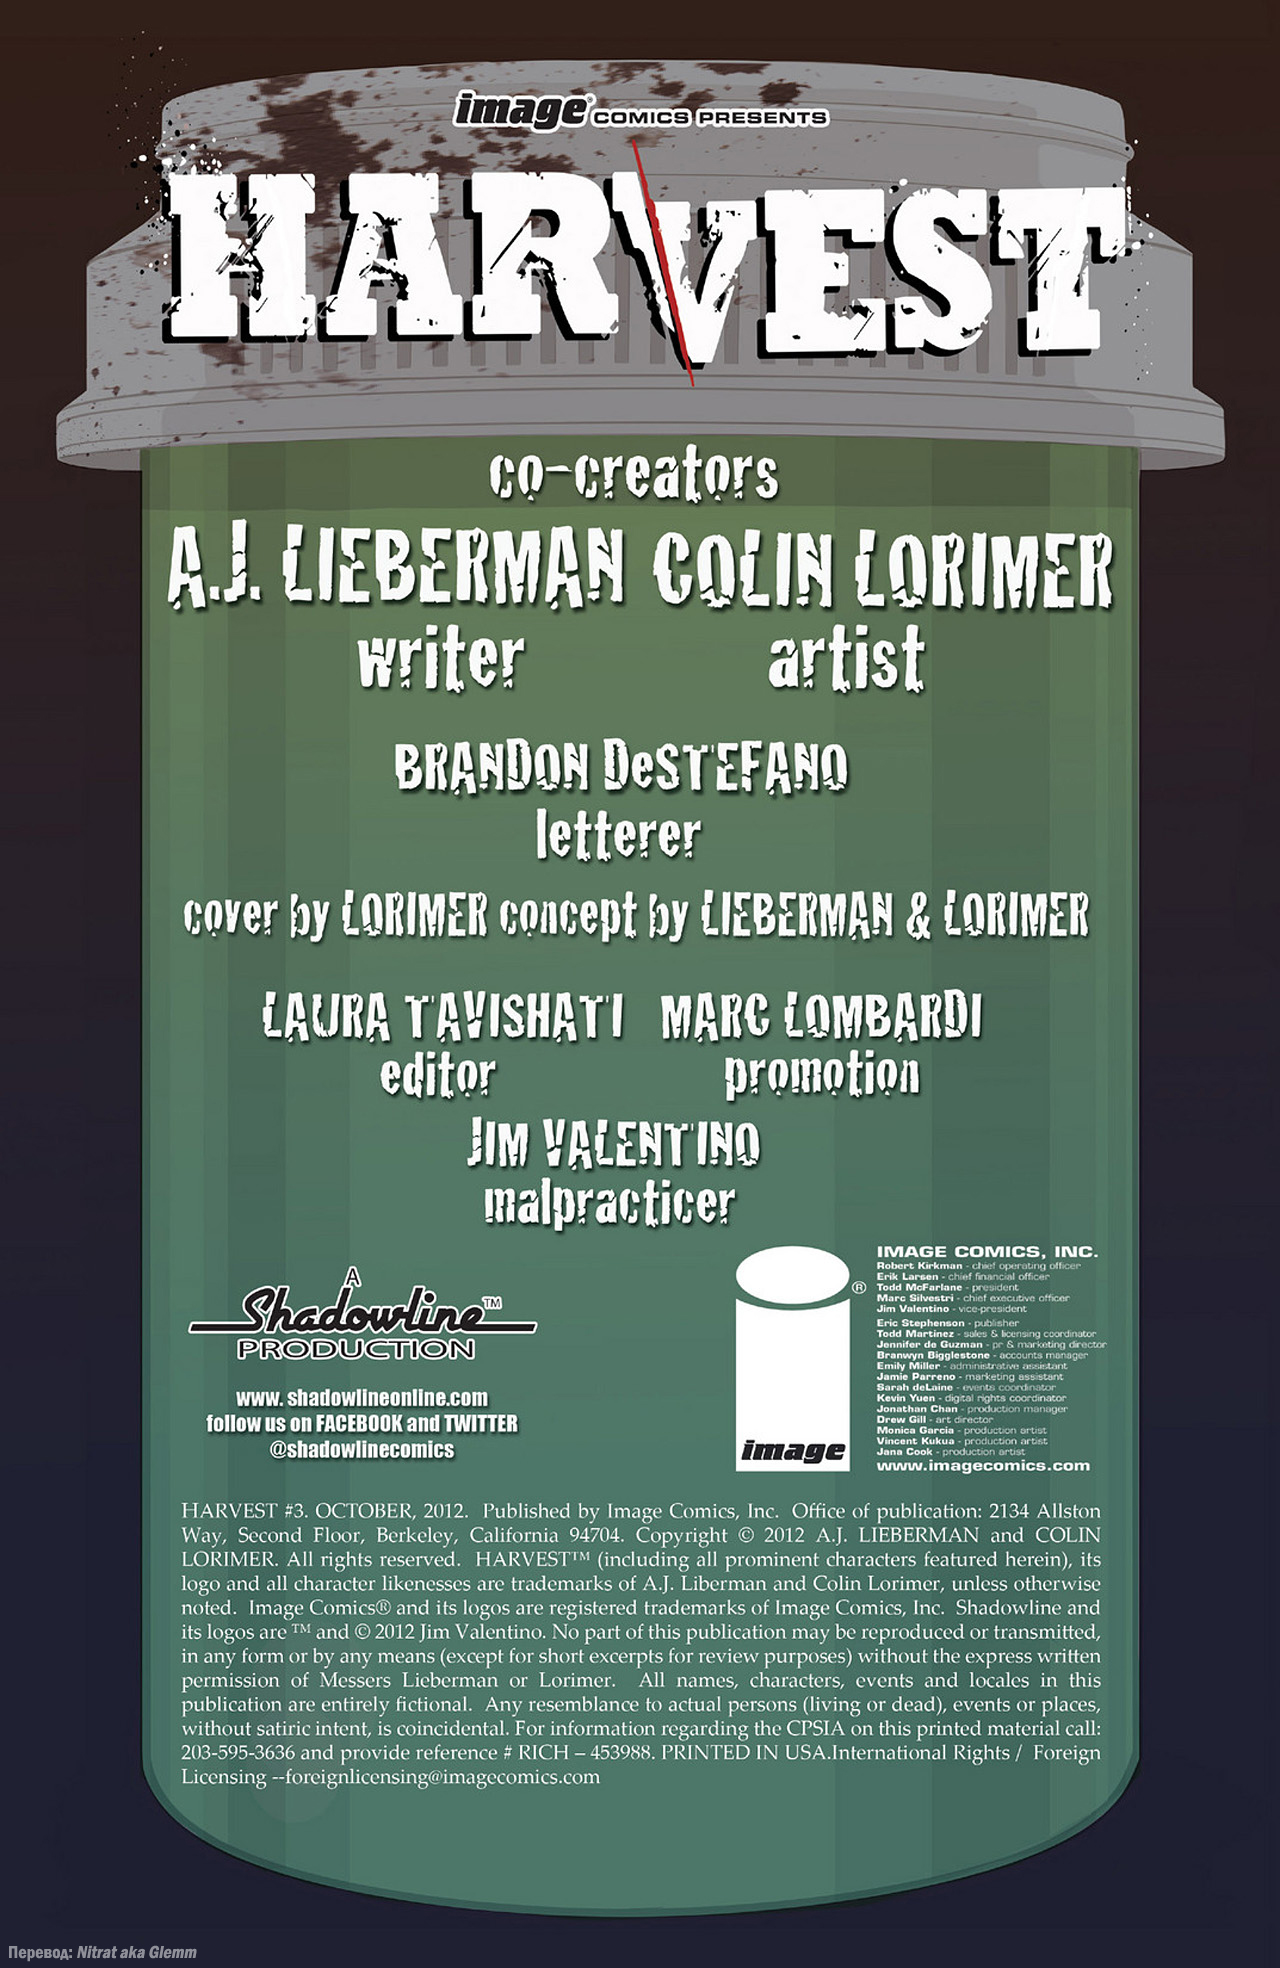 image® COMICS PRESENTS
HARVEST
co-creators
A.J. LIEBERMAN COLIN LORIMER
writer artist
BRANDON DeSTEFANO
letterer
cover by LORIMER concept by LIEBERMAN & LORIMER
LAURA TAVISHATI MARC LOMBARDI
editor promotion
JIM VALENTINO
malpracticer
A
Shadowline™
PRODUCTION
www. shadowlineonline.com
follow us on FACEBOOK and TWITTER
@shadowlinecomics
®
image
IMAGE COMICS, INC.
Robert Kirkman - chief operating officer
Erik Larsen - chief financial officer
Todd McFarlane - president
Marc Silvestri - chief executive officer
Jim Valentino - vice-president
Eric Stephenson - publisher
Todd Martinez - sales & licensing coordinator
Jennifer de Guzman - pr & marketing director
Branwyn Bigglestone - accounts manager
Emily Miller - administrative assistant
Jamie Parreno - marketing assistant
Sarah deLaine - events coordinator
Kevin Yuen - digital rights coordinator
Jonathan Chan - production manager
Drew Gill - art director
Monica Garcia - production artist
Vincent Kukua - production artist
Jana Cook - production artist
www.imagecomics.com
HARVEST #3. OCTOBER, 2012. Published by Image Comics, Inc. Office of publication: 2134 Allston
Way, Second Floor, Berkeley, California 94704. Copyright © 2012 A.J. LIEBERMAN and COLIN
LORIMER. All rights reserved. HARVEST™ (including all prominent characters featured herein), its
logo and all character likenesses are trademarks of A.J. Liberman and Colin Lorimer, unless otherwise
noted. Image Comics® and its logos are registered trademarks of Image Comics, Inc. Shadowline and
its logos are ™ and © 2012 Jim Valentino. No part of this publication may be reproduced or transmitted,
in any form or by any means (except for short excerpts for review purposes) without the express written
permission of Messers Lieberman or Lorimer. All names, characters, events and locales in this
publication are entirely fictional. Any resemblance to actual persons (living or dead), events or places,
without satiric intent, is coincidental. For information regarding the CPSIA on this printed material call:
203-595-3636 and provide reference # RICH – 453988. PRINTED IN USA.International Rights / Foreign
Licensing --foreignlicensing@imagecomics.com
Перевод: Nitrat aka Glemm